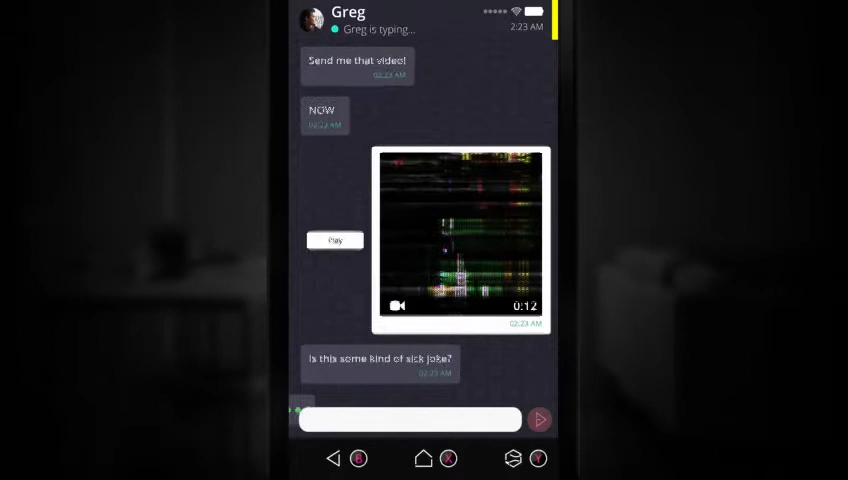 Greg
Greg is typing...
2:23 AM
Send me that video!
02:23 AM
NOW
02:23 AM
Play
0:12
02:23 AM
Is this some kind of sick joke?
02:23 AM
B
X
Y